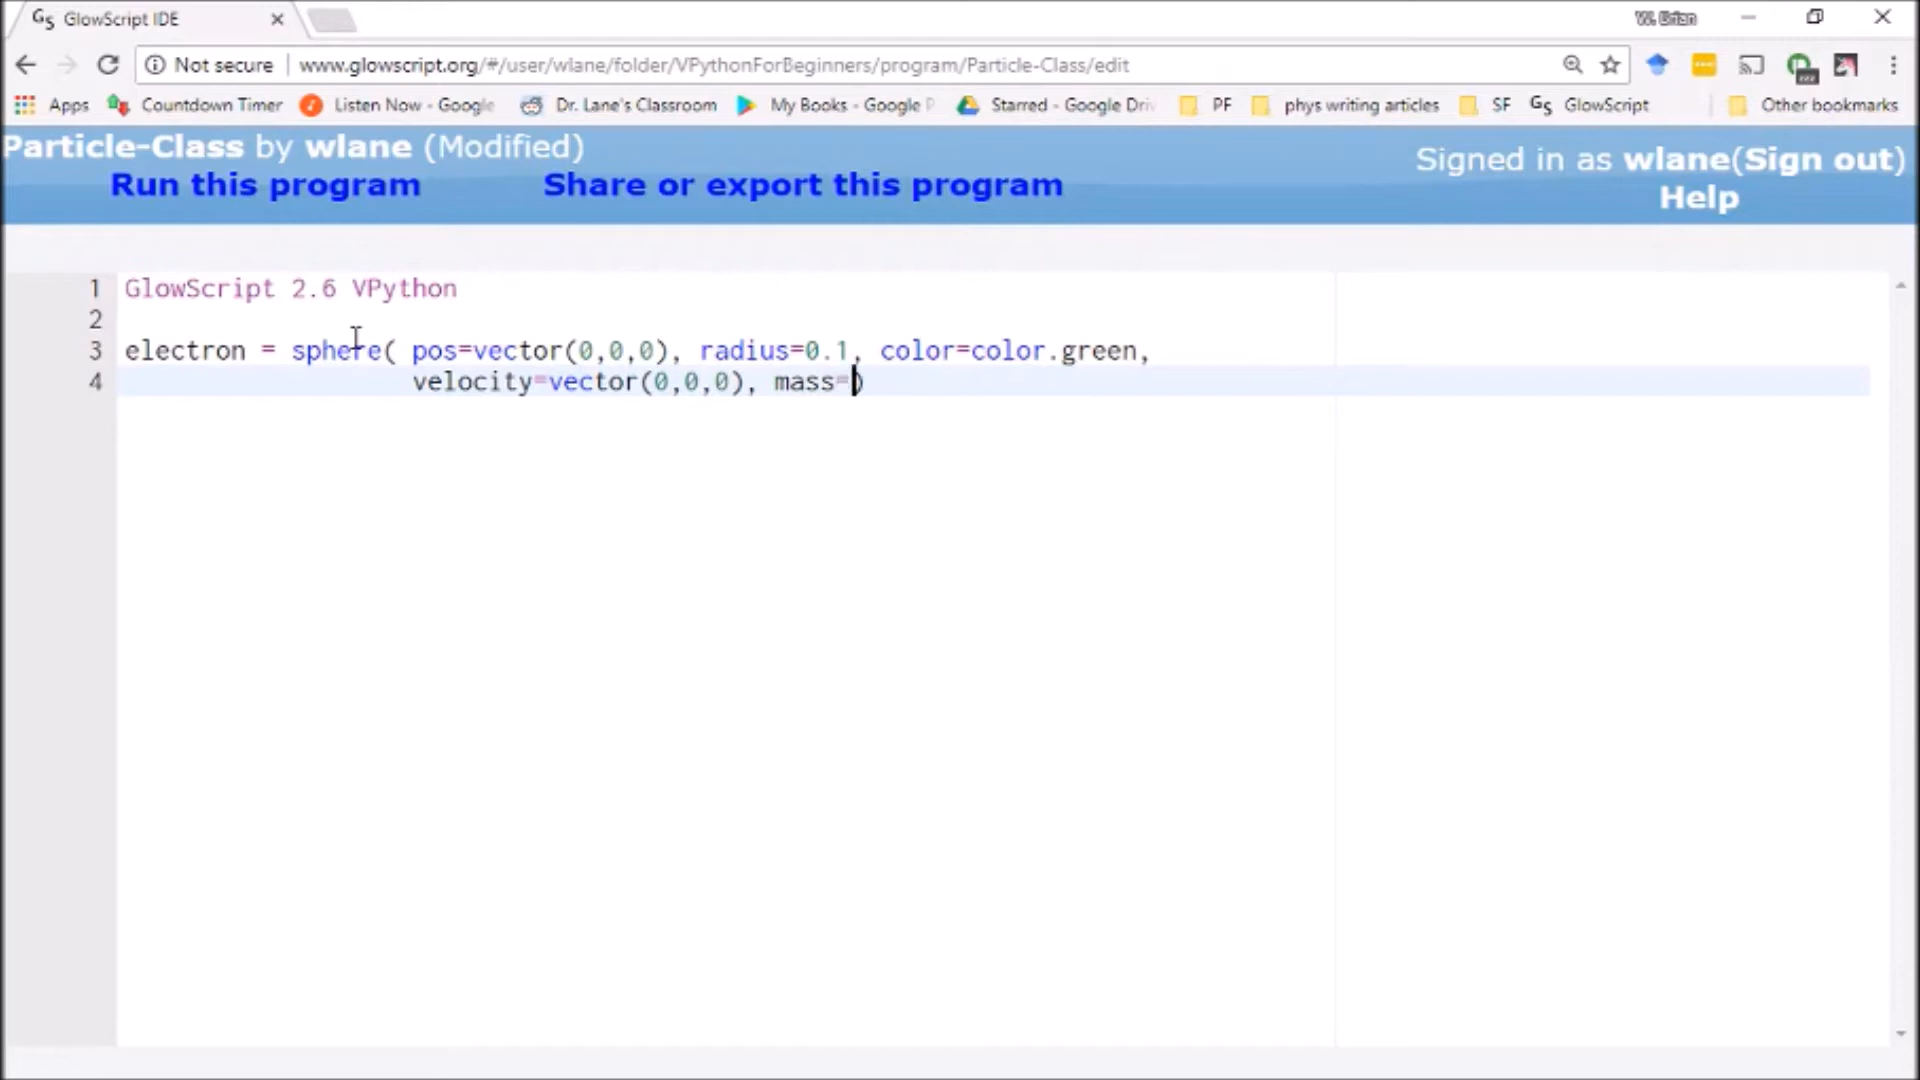 GS GlowScript IDE
W. Brian
Not secure www.glowscript.org/#/user/wlane/folder/VPythonForBeginners/program/Particle-Class/edit
Apps Countdown Timer Listen Now - Google Dr. Lane's Classroom My Books - Google P Starred - Google Driv PF phys writing articles SF GS GlowScript Other bookmarks
Particle-Class by wlane (Modified)
Signed in as wlane(Sign out)
Run this program Share or export this program
Help
1 GlowScript 2.6 VPython
2
3 electron = sphere( pos=vector(0,0,0), radius=0.1, color=color.green,
4 velocity=vector(0,0,0), mass=)